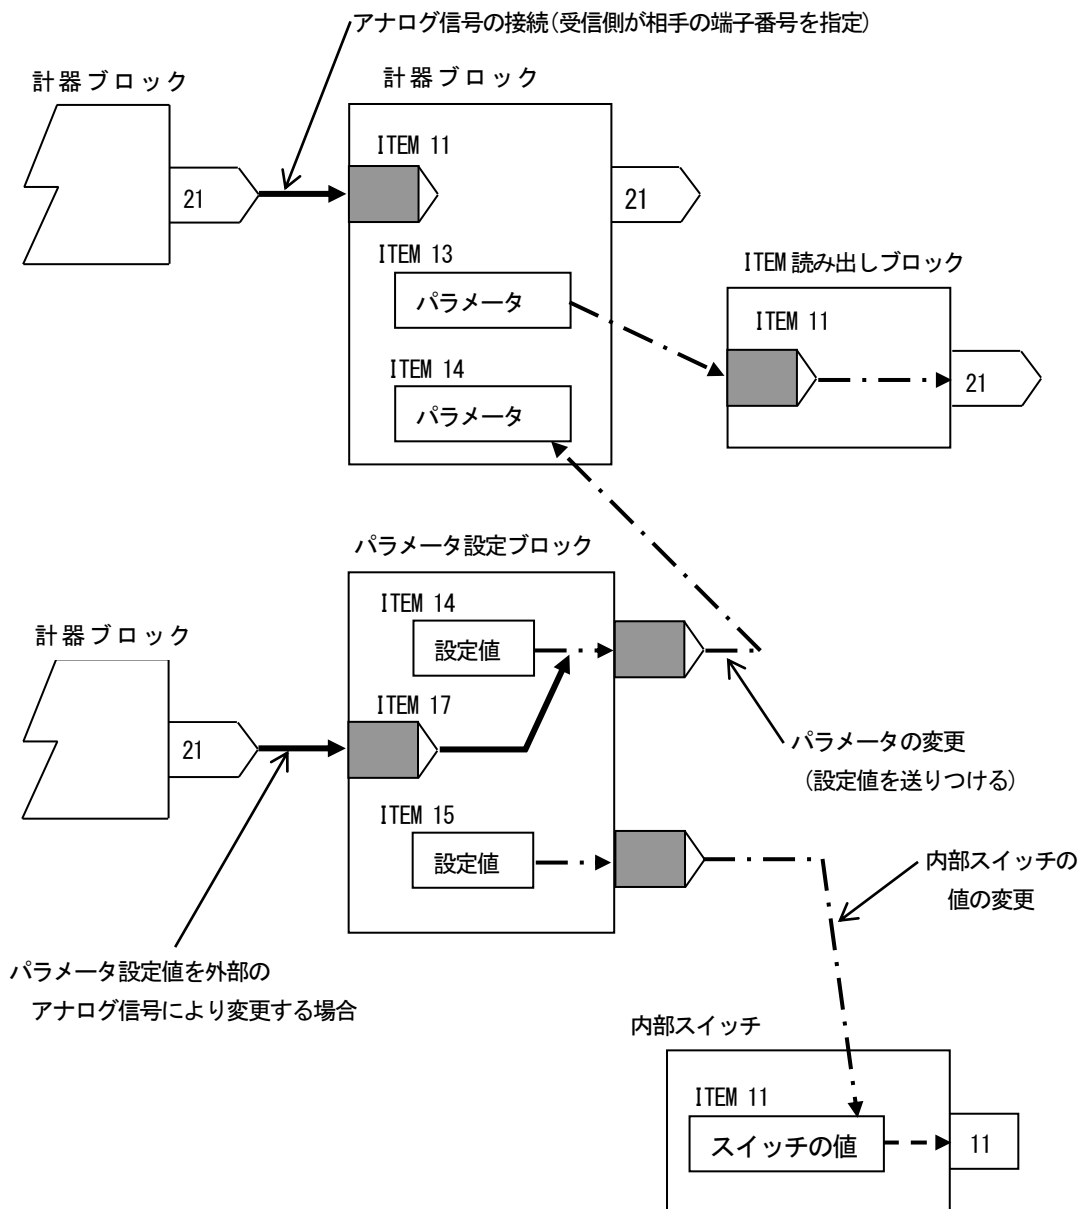 アナログ信号の接続(受信側が相手の端子番号を指定)
計器ブロック
計器ブロック
ITEM 11
21
21
ITEM 13
パラメータ
ITEM 読み出しブロック
ITEM 11
21
ITEM 14
パラメータ
パラメータ設定ブロック
ITEM 14
設定値
計器ブロック
ITEM 17
21
パラメータの変更
(設定値を送りつける)
ITEM 15
設定値
内部スイッチの
値の変更
パラメータ設定値を外部の
アナログ信号により変更する場合
内部スイッチ
ITEM 11
スイッチの値
11